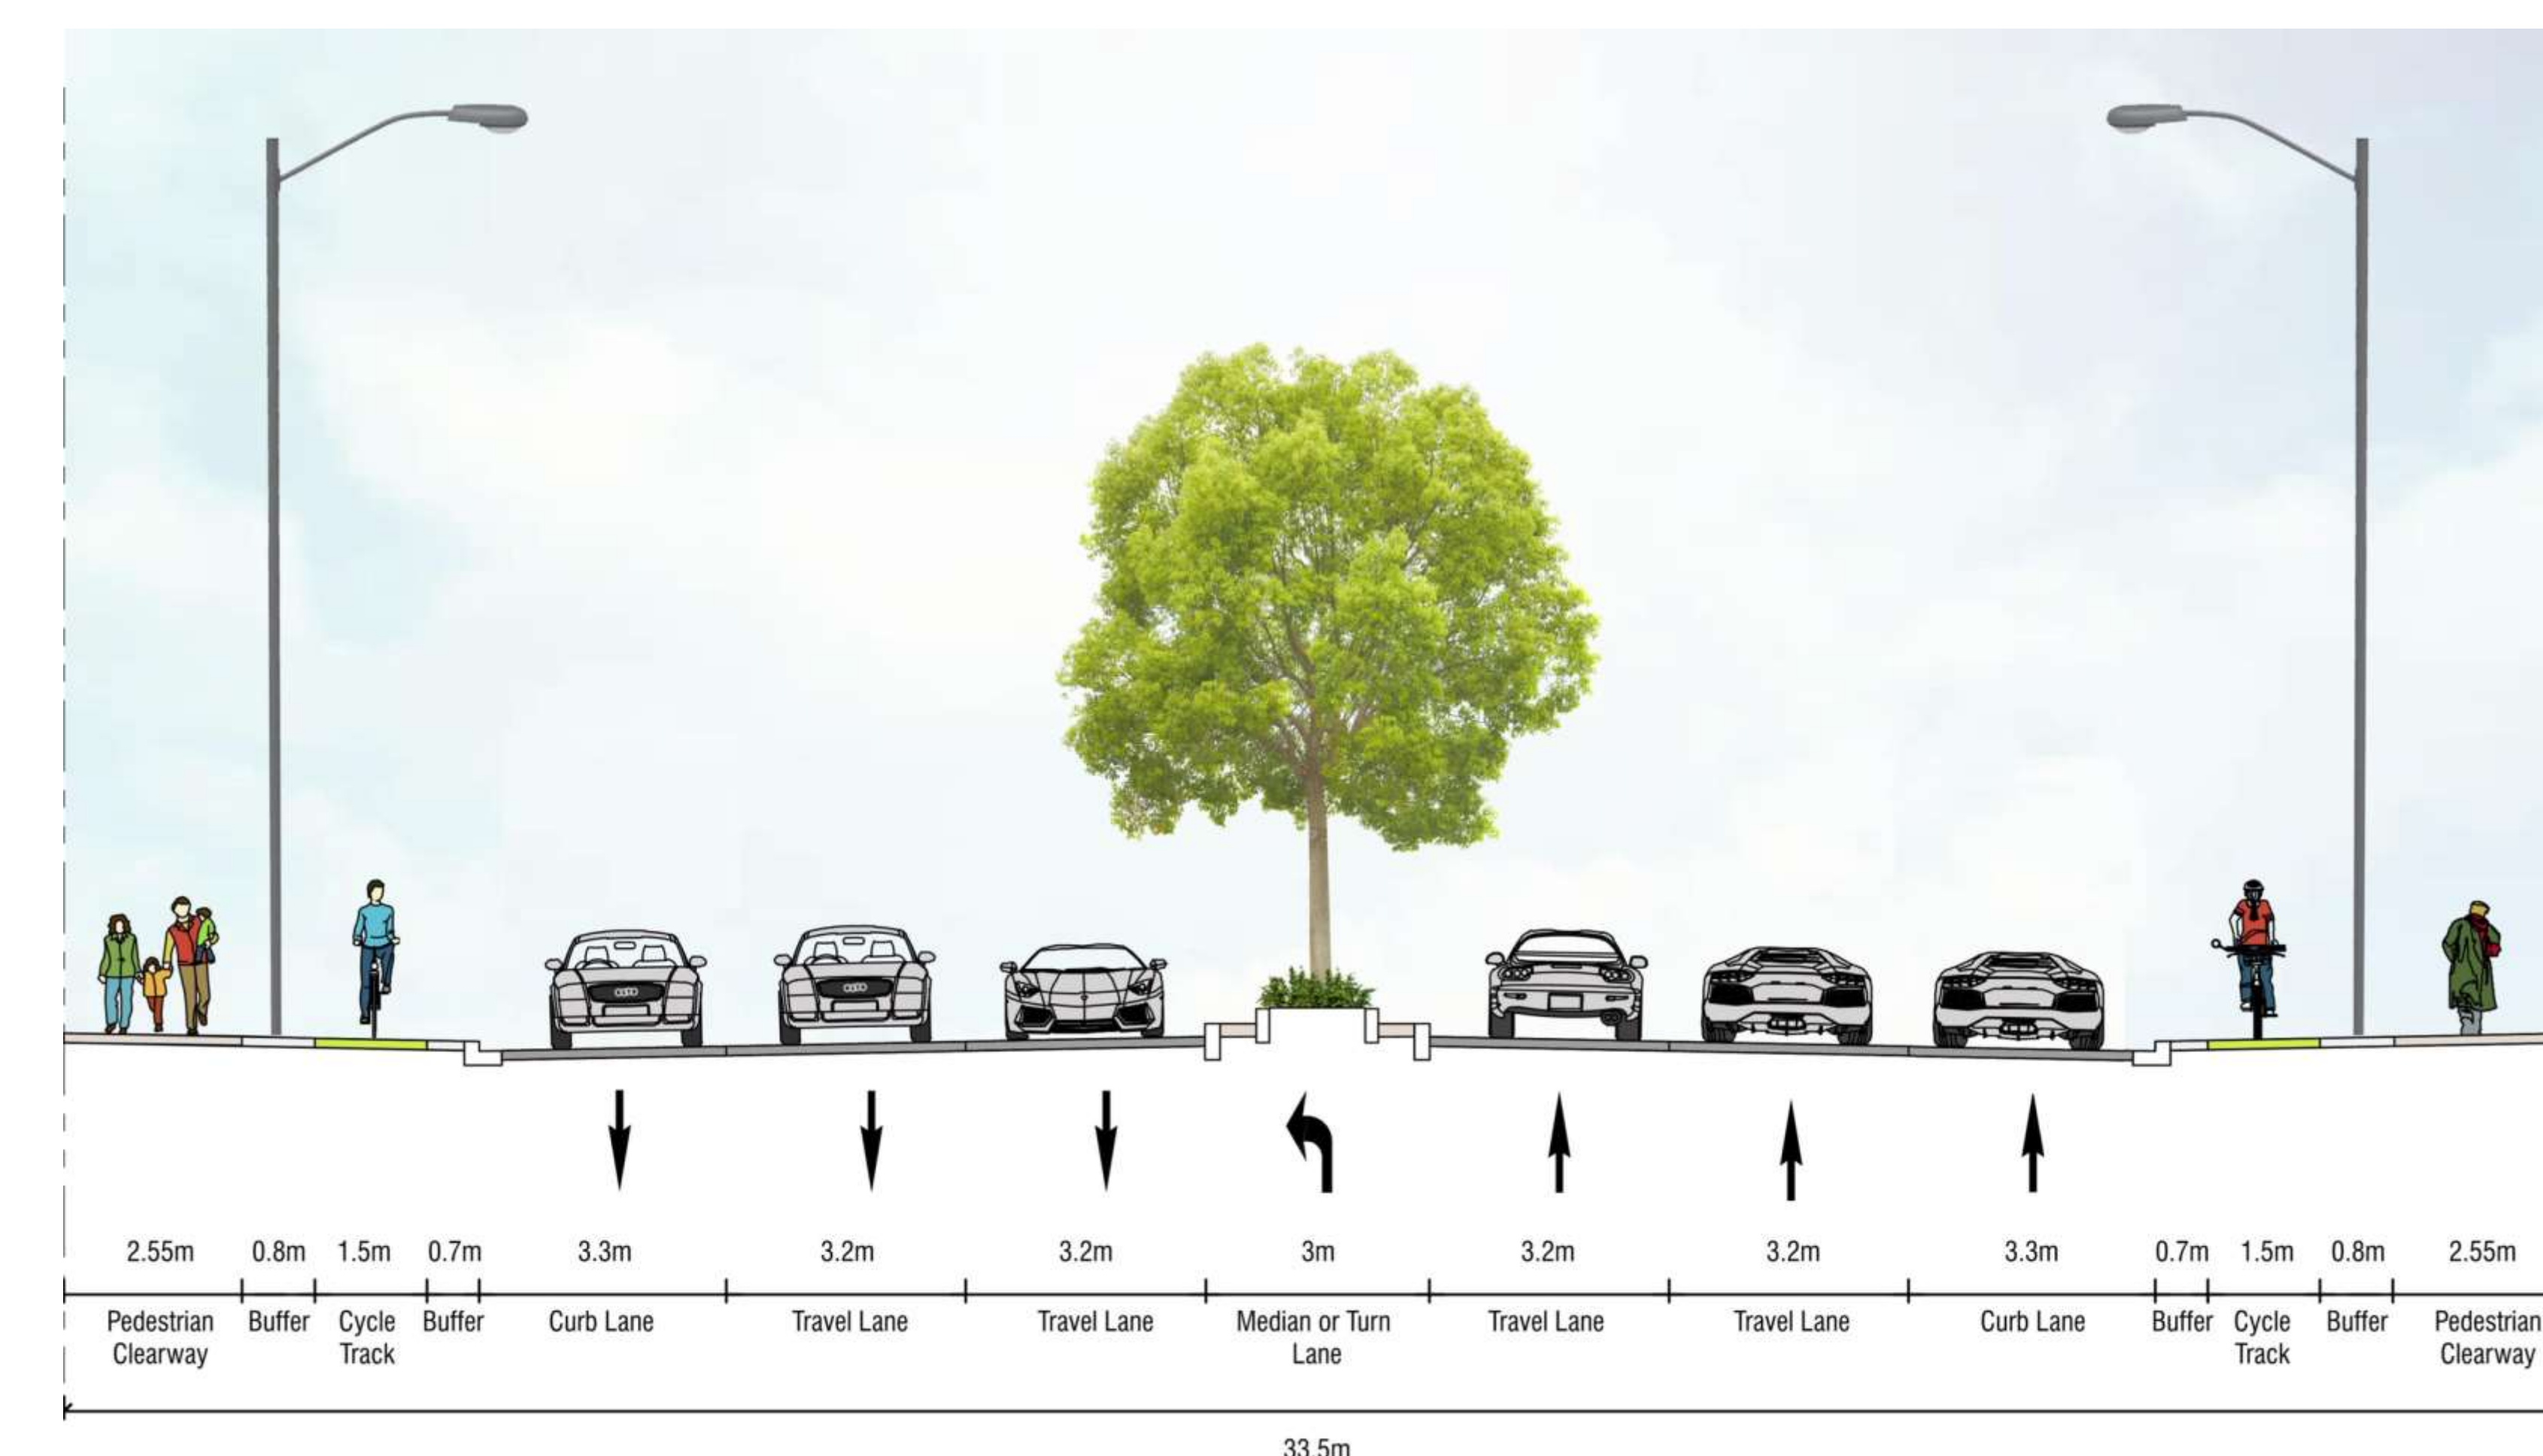 2.55m 0.8m 1.5m 0.7m 3.3m 3.2m 3.2m 3m 3.2m 3.2m 3.3m 0.7m 1.5m 0.8m 2.55m
Pedestrian Buffer Cycle Buffer Curb Lane Travel Lane Travel Lane Median or Turn Travel Lane Travel Lane Curb Lane Buffer Cycle Buffer Pedestrian
Clearway Track Lane Track Clearway
33.5m